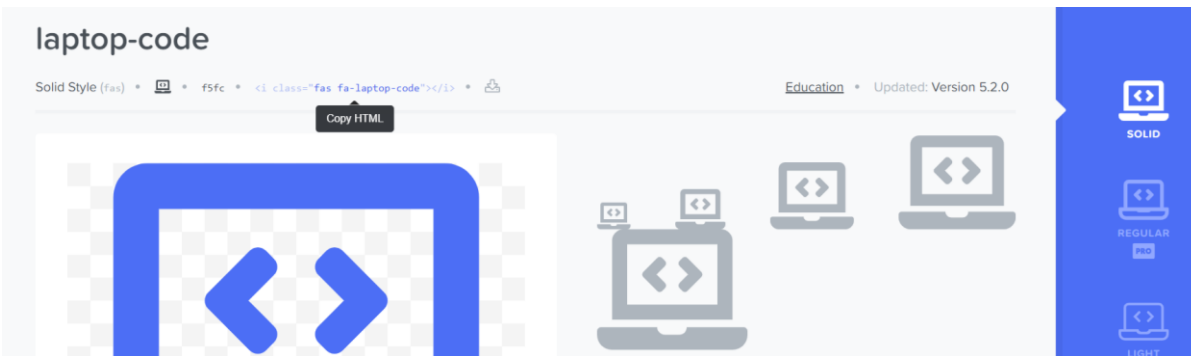 laptop-code
Solid Style (fas) • • f5fc • <i class="fas fa-laptop-code"></i> •
Education • Updated: Version 5.2.0
Copy HTML
SOLID
REGULAR
PRO
LIGHT